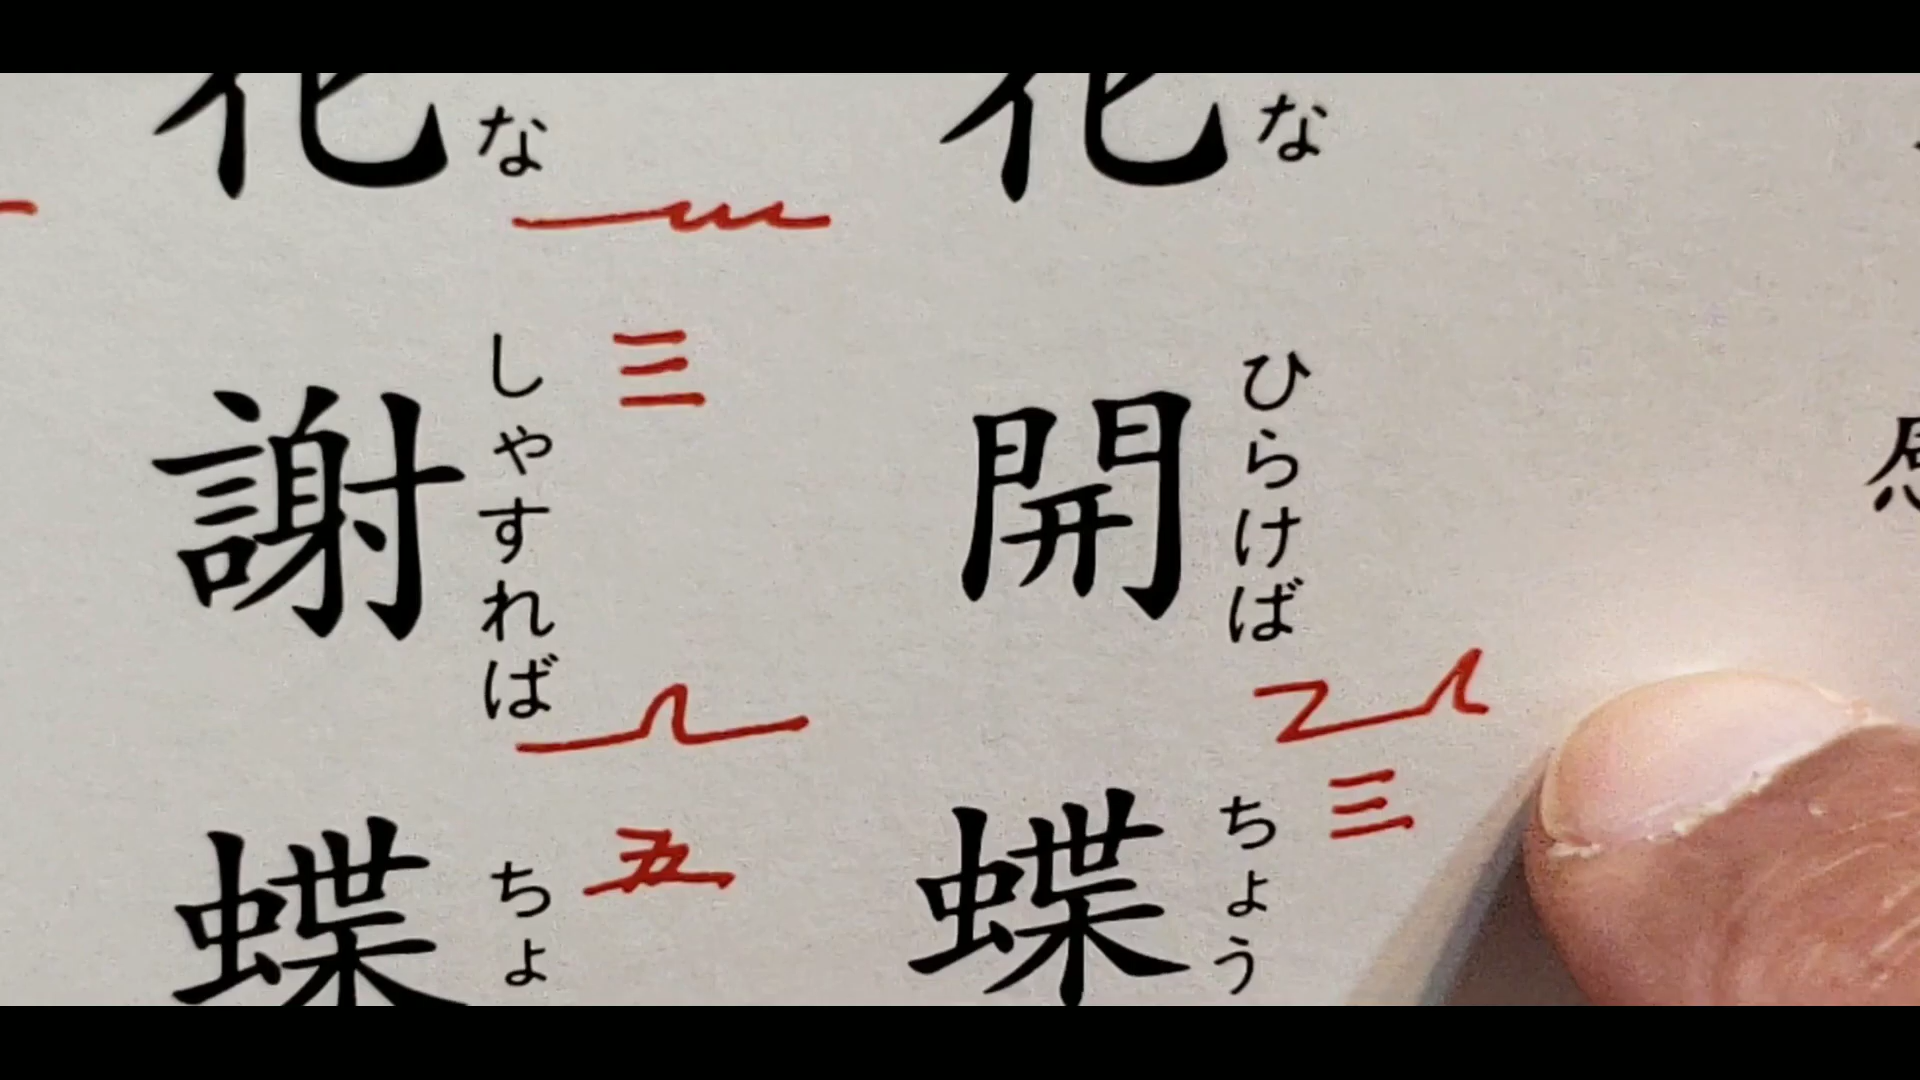 花 な
開 ひらけば
三
蝶 ちょう
花 な
三
謝 しゃすれば
五
蝶 ちょ